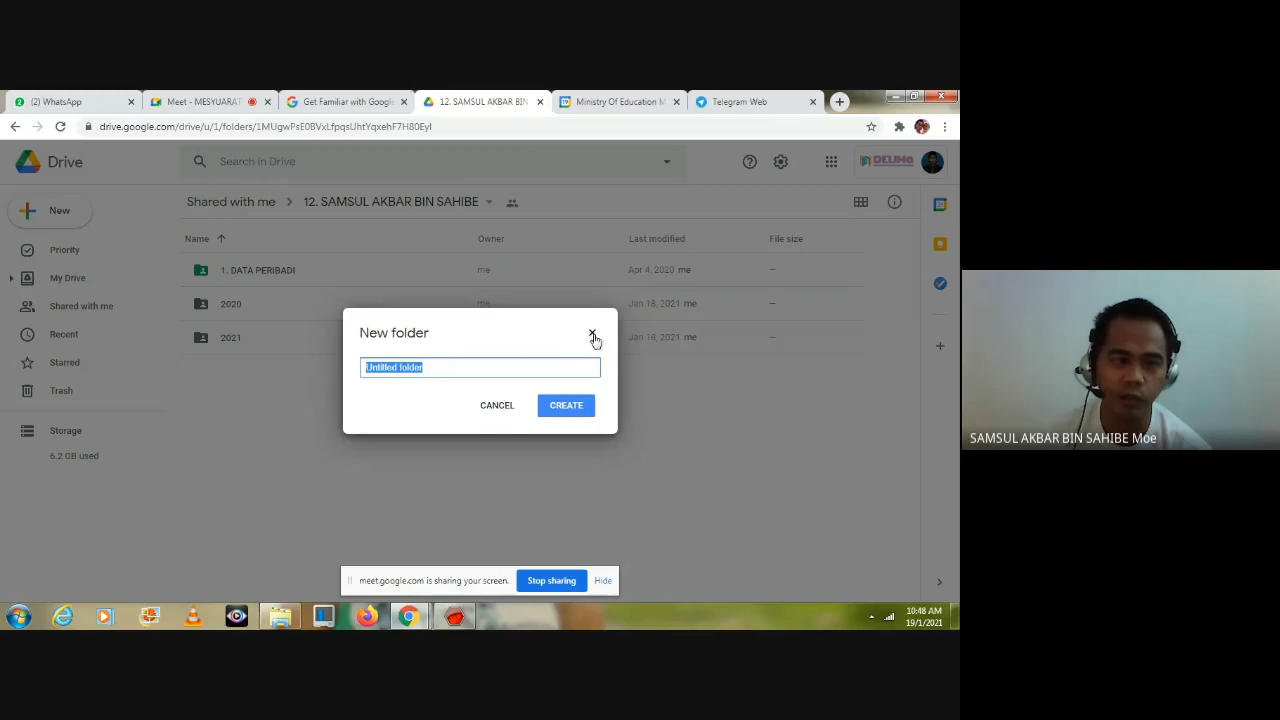 (2) WhatsApp
Meet - MESYUARAT
Get Familiar with Google
12. SAMSUL AKBAR BIN
Ministry Of Education M
Telegram Web
drive.google.com/drive/u/1/folders/1MUgwPsE0BVxLfpqsUhtYqxehF7H80EyI
Drive
Search in Drive
DELIMa
New
Shared with me
12. SAMSUL AKBAR BIN SAHIBE
Priority
Name
Owner
Last modified
File size
My Drive
1. DATA PERIBADI
me
Apr 4, 2020 me
–
Shared with me
2020
me
Jan 18, 2021 me
–
Recent
2021
Jan 18, 2021 me
–
Starred
Trash
Storage
6.2 GB used
New folder
Untitled folder
CANCEL
CREATE
SAMSUL AKBAR BIN SAHIBE Moe
meet.google.com is sharing your screen.
Stop sharing
Hide
10:48 AM
19/1/2021